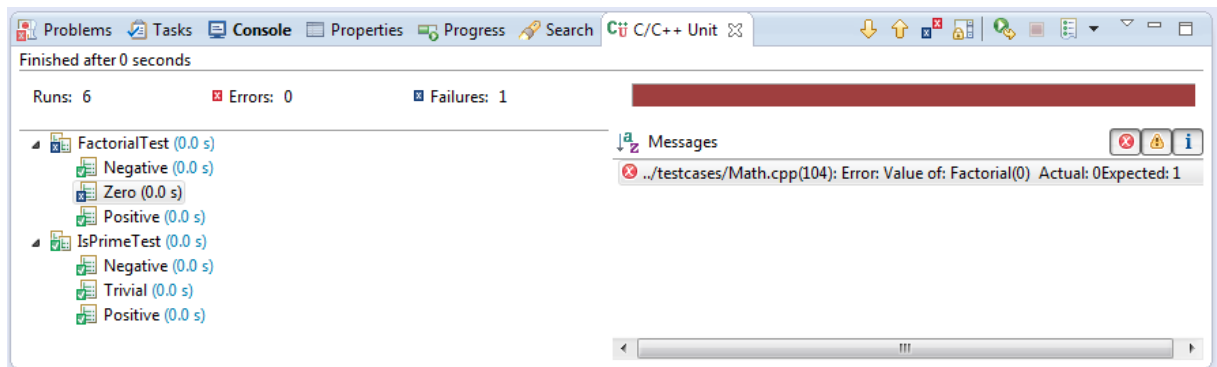 Problems Tasks Console Properties Progress Search C/C++ Unit
Finished after 0 seconds
Runs: 6 Errors: 0 Failures: 1
FactorialTest (0.0 s)
Negative (0.0 s)
Zero (0.0 s)
Positive (0.0 s)
IsPrimeTest (0.0 s)
Negative (0.0 s)
Trivial (0.0 s)
Positive (0.0 s)
Messages
../testcases/Math.cpp(104): Error: Value of: Factorial(0) Actual: 0Expected: 1